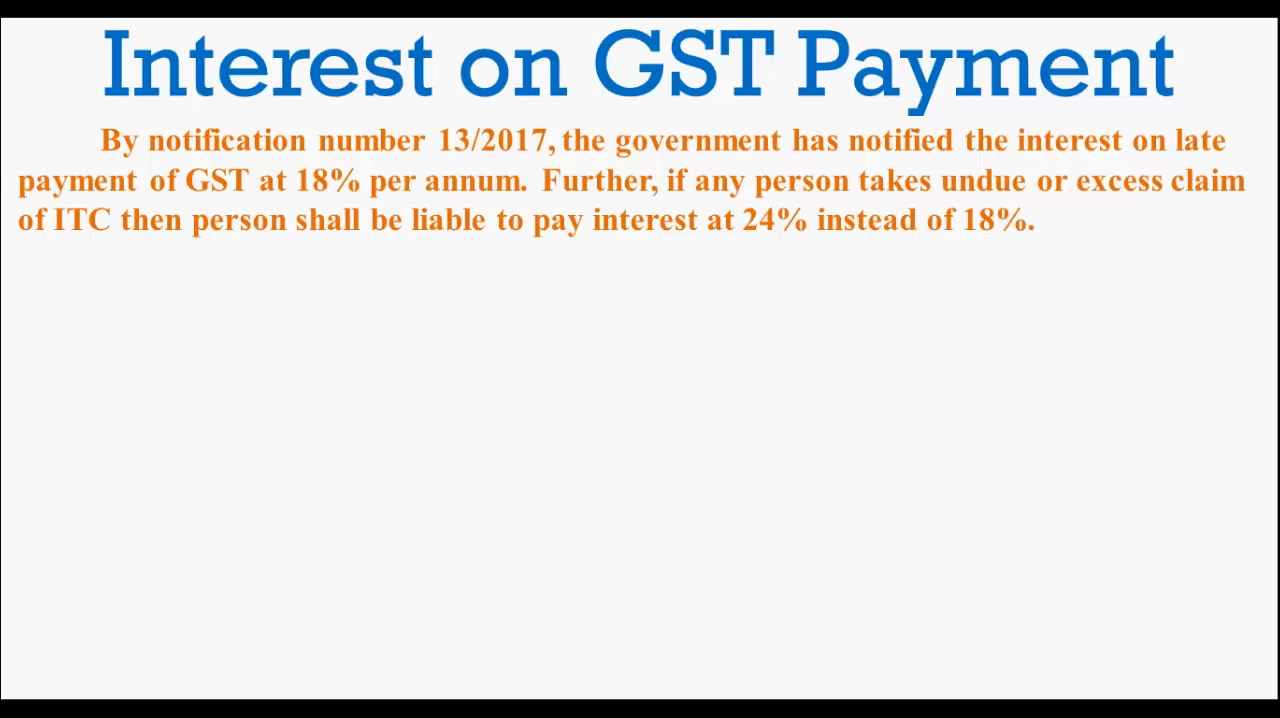 Interest on GST Payment
By notification number 13/2017, the government has notified the interest on late
payment of GST at 18% per annum. Further, if any person takes undue or excess claim
of ITC then person shall be liable to pay interest at 24% instead of 18%.